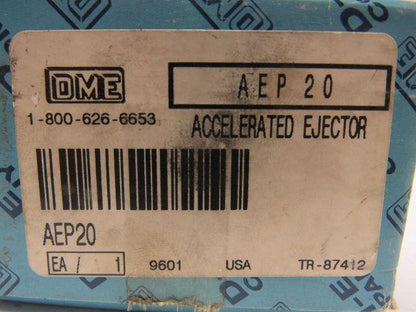 DME
AEP 20
1-800-626-6653
ACCELERATED EJECTOR
AEP20
EA / 1
9601
USA
TR-87412